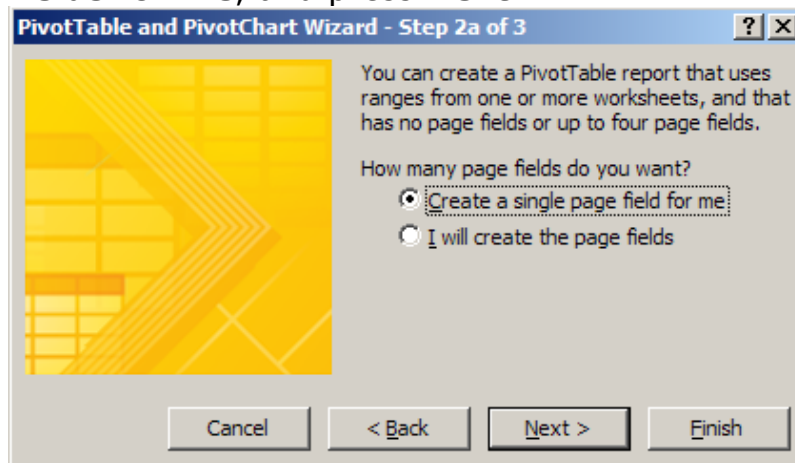 PivotTable and PivotChart Wizard - Step 2a of 3
You can create a PivotTable report that uses
ranges from one or more worksheets, and that
has no page fields or up to four page fields.
How many page fields do you want?
Create a single page field for me
I will create the page fields
Cancel
< Back
Next >
Finish